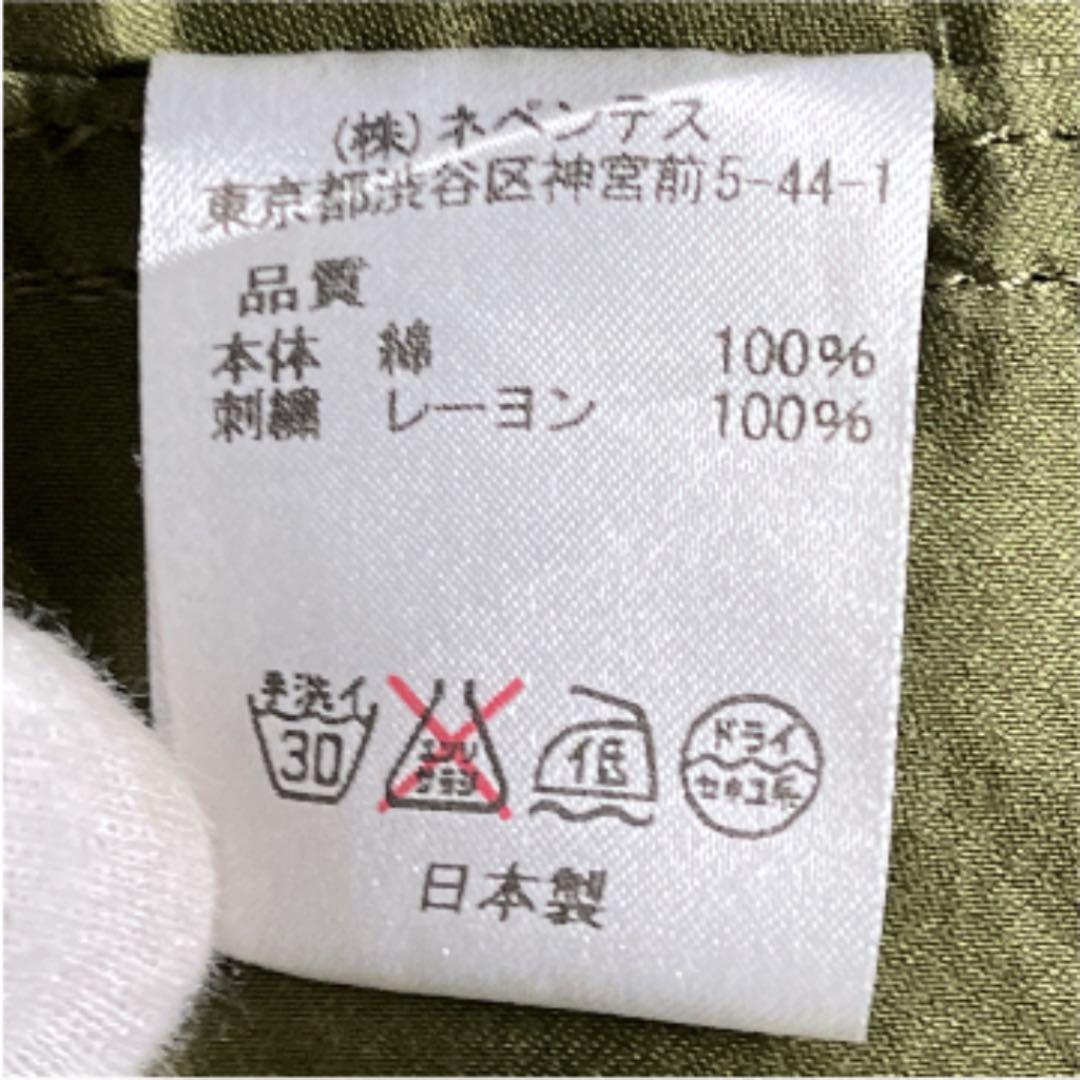 (株)ネペンテス
東京都渋谷区神宮前5-44-1
品質
本体 綿 100%
刺繍 レーヨン 100%
手洗イ
30
エンソ
サラシ
低
ドライ
セキユ系
日本製